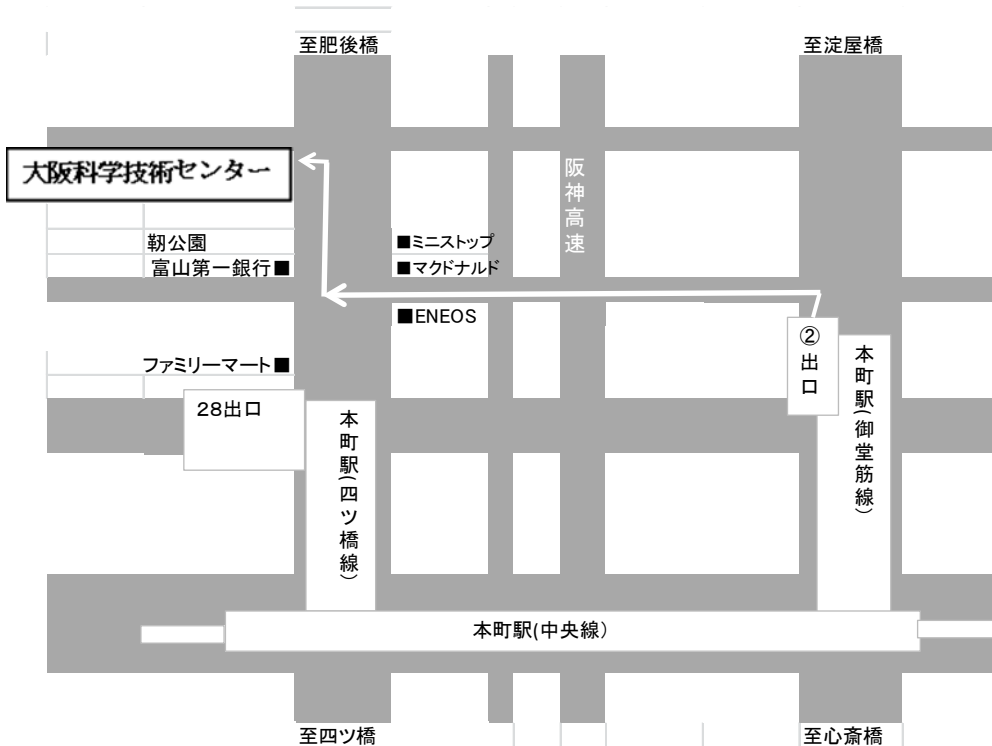 至肥後橋
至淀屋橋
大阪科学技術センター
阪神高速
靭公園
■ミニストップ
富山第一銀行■
■マクドナルド
■ENEOS
②出口
ファミリーマート■
本町駅(御堂筋線)
28出口
本町駅(四ツ橋線)
本町駅(中央線)
至四ツ橋
至心斎橋